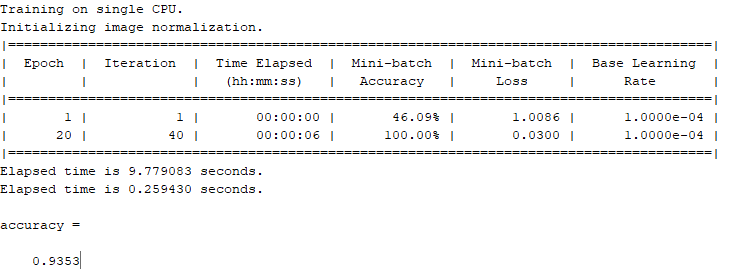 Training on single CPU.
Initializing image normalization.
|========================================================================================|
| Epoch | Iteration | Time Elapsed | Mini-batch | Mini-batch | Base Learning |
| | | (hh:mm:ss) | Accuracy | Loss | Rate |
|========================================================================================|
| 1 | 1 | 00:00:00 | 46.09% | 1.0086 | 1.0000e-04 |
| 20 | 40 | 00:00:06 | 100.00% | 0.0300 | 1.0000e-04 |
|========================================================================================|
Elapsed time is 9.779083 seconds.
Elapsed time is 0.259430 seconds.
accuracy =
0.9353